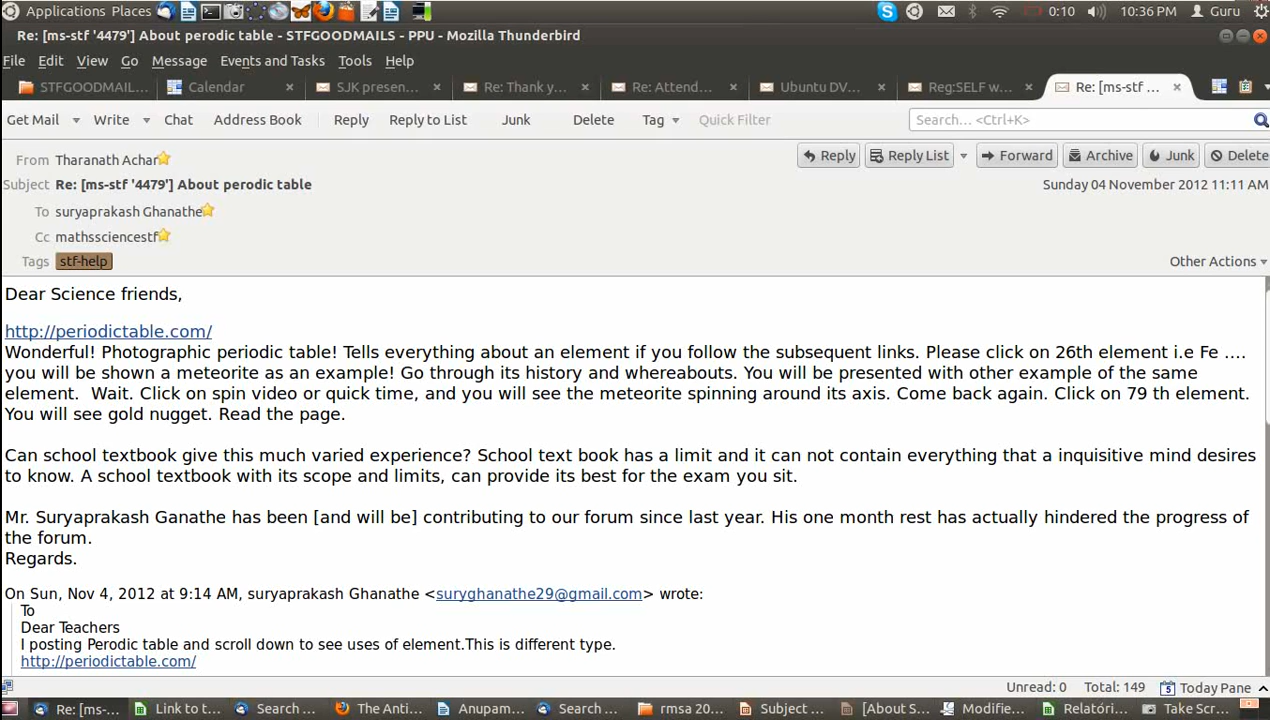 Applications Places 0:10 10:36 PM Guru
Re: [ms-stf '4479'] About perodic table - STFGOODMAILS - PPU - Mozilla Thunderbird
File Edit View Go Message Events and Tasks Tools Help
STFGOODMAIL... Calendar SJK presen... Re: Thank y... Re: Attend... Ubuntu DV... Reg:SELF w... Re: [ms-stf ...
Get Mail Write Chat Address Book Reply Reply to List Junk Delete Tag Quick Filter Search... <Ctrl+K>
From Tharanath Achar Reply Reply List Forward Archive Junk Delete
Subject Re: [ms-stf '4479'] About perodic table Sunday 04 November 2012 11:11 AM
To suryaprakash Ghanathe
Cc mathssciencestf
Tags stf-help Other Actions
Dear Science friends,
http://periodictable.com/
Wonderful! Photographic periodic table! Tells everything about an element if you follow the subsequent links. Please click on 26th element i.e Fe ....
you will be shown a meteorite as an example! Go through its history and whereabouts. You will be presented with other example of the same
element. Wait. Click on spin video or quick time, and you will see the meteorite spinning around its axis. Come back again. Click on 79 th element.
You will see gold nugget. Read the page.
Can school textbook give this much varied experience? School text book has a limit and it can not contain everything that a inquisitive mind desires
to know. A school textbook with its scope and limits, can provide its best for the exam you sit.
Mr. Suryaprakash Ganathe has been [and will be] contributing to our forum since last year. His one month rest has actually hindered the progress of
the forum.
Regards.
On Sun, Nov 4, 2012 at 9:14 AM, suryaprakash Ghanathe <suryghanathe29@gmail.com> wrote:
To
Dear Teachers
I posting Perodic table and scroll down to see uses of element.This is different type.
http://periodictable.com/
Unread: 0 Total: 149 5 Today Pane
Re: [ms-... Link to t... Search ... The Anti... Anupam... Search ... rmsa 20... Subject ... [About S... Modifie... Relatóri... Take Scr...